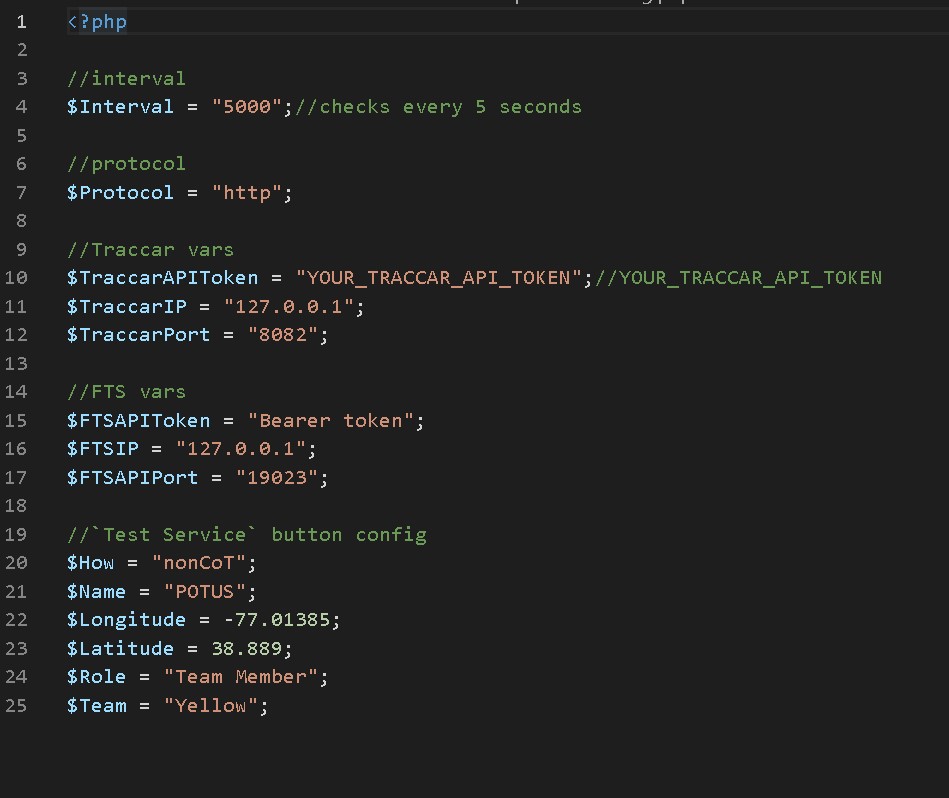 1 <?php
2
3 //interval
4 $Interval = "5000";//checks every 5 seconds
5
6 //protocol
7 $Protocol = "http";
8
9 //Traccar vars
10 $TraccarAPIToken = "YOUR_TRACCAR_API_TOKEN";//YOUR_TRACCAR_API_TOKEN
11 $TraccarIP = "127.0.0.1";
12 $TraccarPort = "8082";
13
14 //FTS vars
15 $FTSAPIToken = "Bearer token";
16 $FTSIP = "127.0.0.1";
17 $FTSAPIPort = "19023";
18
19 //`Test Service` button config
20 $How = "nonCoT";
21 $Name = "POTUS";
22 $Longitude = -77.01385;
23 $Latitude = 38.889;
24 $Role = "Team Member";
25 $Team = "Yellow";